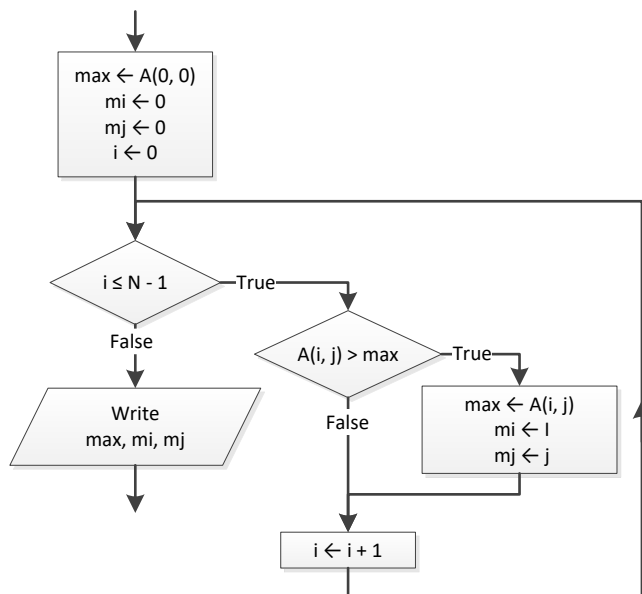 max ← A(0, 0)
mi ← 0
mj ← 0
i ← 0
i ≤ N - 1
True
False
A(i, j) > max
True
False
Write
max, mi, mj
max ← A(i, j)
mi ← I
mj ← j
i ← i + 1